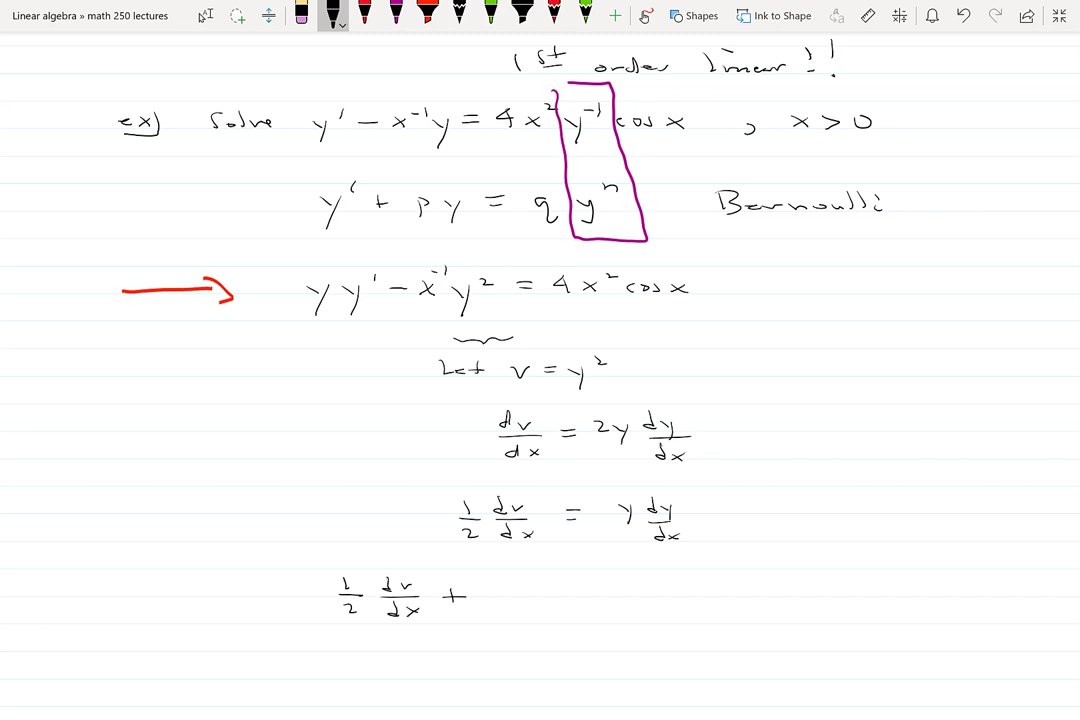 Linear algebra » math 250 lectures
Shapes
Ink to Shape
1st order linear!!
ex) Solve y' - x⁻¹y = 4x² y⁻¹ cos x , x > 0
y' + py = q yⁿ Bernoulli
yy' - x⁻¹y² = 4x² cos x
Let v = y²
dv/dx = 2y dy/dx
1/2 dv/dx = y dy/dx
1/2 dv/dx +